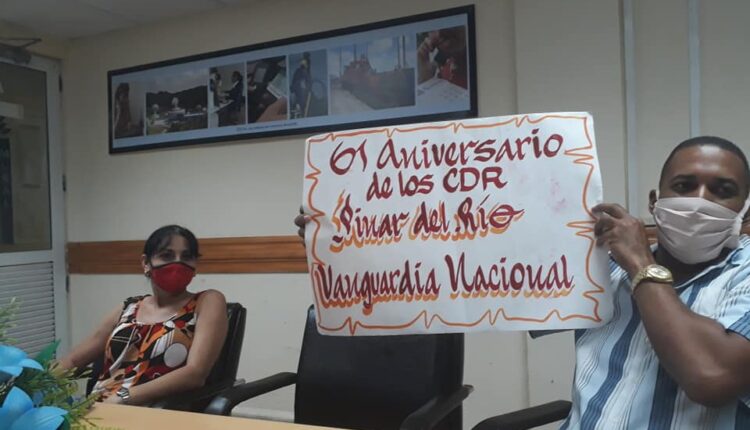 61 Aniversario
de los CDR
Pinar del Río
Vanguardia Nacional